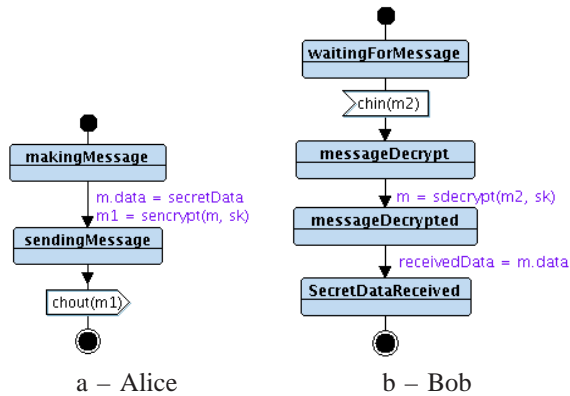 makingMessage
m.data = secretData
m1 = sencrypt(m, sk)
sendingMessage
chout(m1)
a – Alice
waitingForMessage
chin(m2)
messageDecrypt
m = sdecrypt(m2, sk)
messageDecrypted
receivedData = m.data
SecretDataReceived
b – Bob